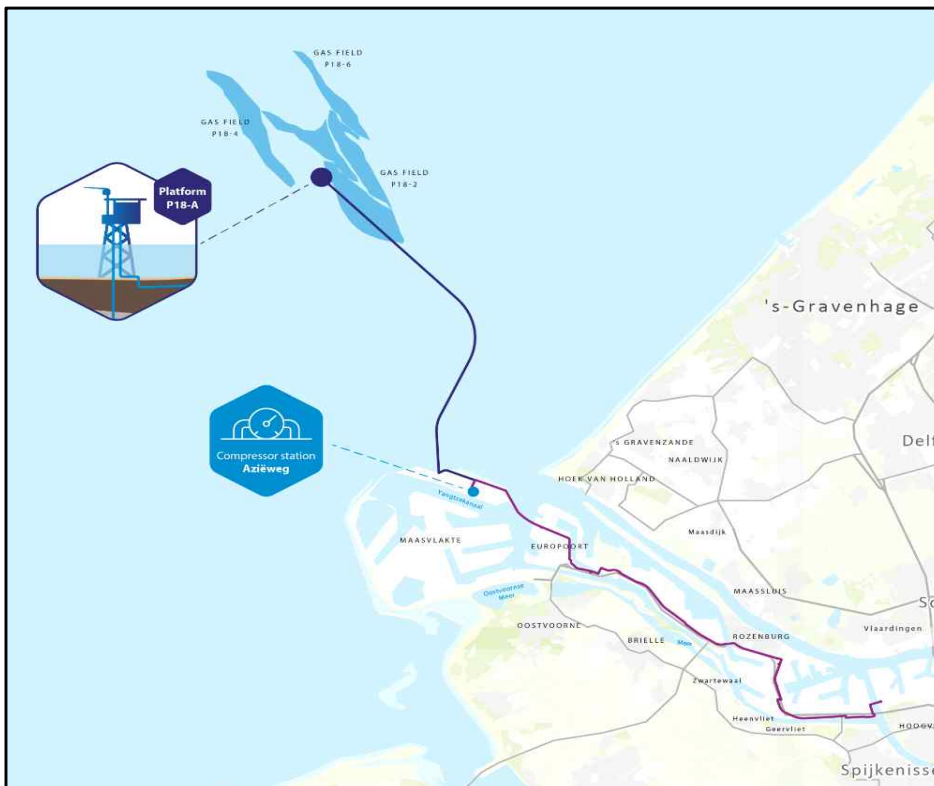 GAS FIELD
P18-6
GAS FIELD
P18-4
GAS FIELD
P18-2
Platform
P18-A
's-Gravenhage
Compressor station
Aziëweg
's GRAVENZANDE
NAALDWIJK
Delf
HOEK VAN HOLLAND
Yangtzekanaal
MAASVLAKTE
EUROPOORT
Maasdijk
Oostvoornse
Meer
MAASSLUIS
OOSTVOORNE
BRIELLE
Meer
ROZENBURG
Vlaardingen
Sc
Zwartewaal
Heenvliet
Geervliet
HOOGV
Spijkenisse